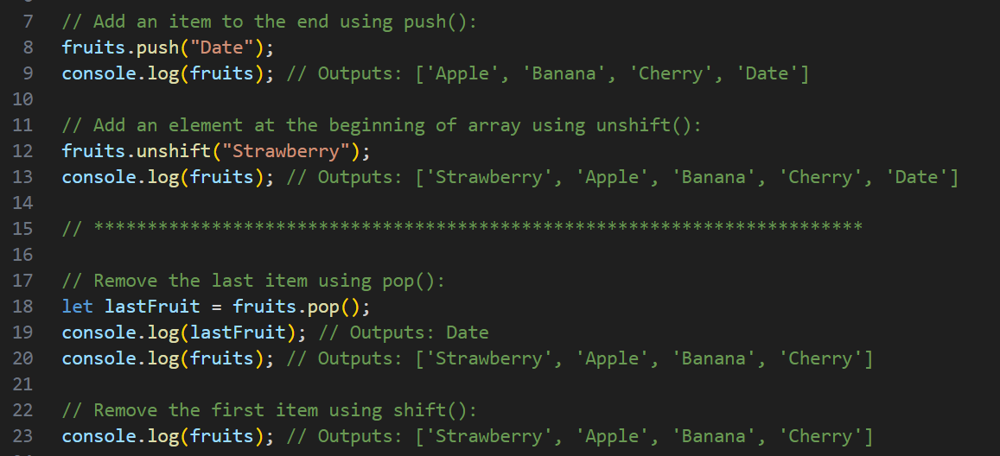 7 // Add an item to the end using push():
8 fruits.push("Date");
9 console.log(fruits); // Outputs: ['Apple', 'Banana', 'Cherry', 'Date']
10
11 // Add an element at the beginning of array using unshift():
12 fruits.unshift("Strawberry");
13 console.log(fruits); // Outputs: ['Strawberry', 'Apple', 'Banana', 'Cherry', 'Date']
14
15 // ************************************************************************
16
17 // Remove the last item using pop():
18 let lastFruit = fruits.pop();
19 console.log(lastFruit); // Outputs: Date
20 console.log(fruits); // Outputs: ['Strawberry', 'Apple', 'Banana', 'Cherry']
21
22 // Remove the first item using shift():
23 console.log(fruits); // Outputs: ['Strawberry', 'Apple', 'Banana', 'Cherry']